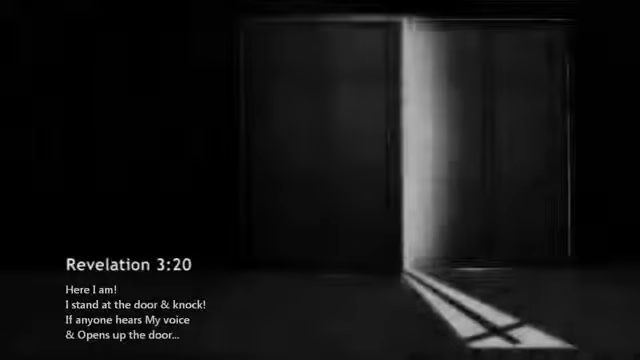 Revelation 3:20
Here I am!
I stand at the door & knock!
If anyone hears My voice
& Opens up the door...